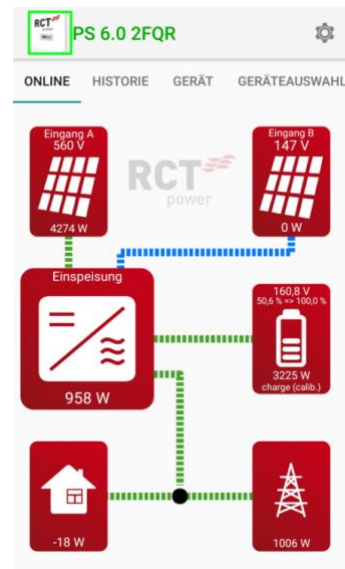 RCT
power
PS 6.0 2FQR
ONLINE HISTORIE GERÄT GERÄTEAUSWAHL
Eingang A
560 V
4274 W
RCT
power
Eingang B
147 V
0 W
Einspeisung
958 W
160,8 V
50,6 % => 100,0 %
3225 W
charge (calib.)
-18 W
1006 W